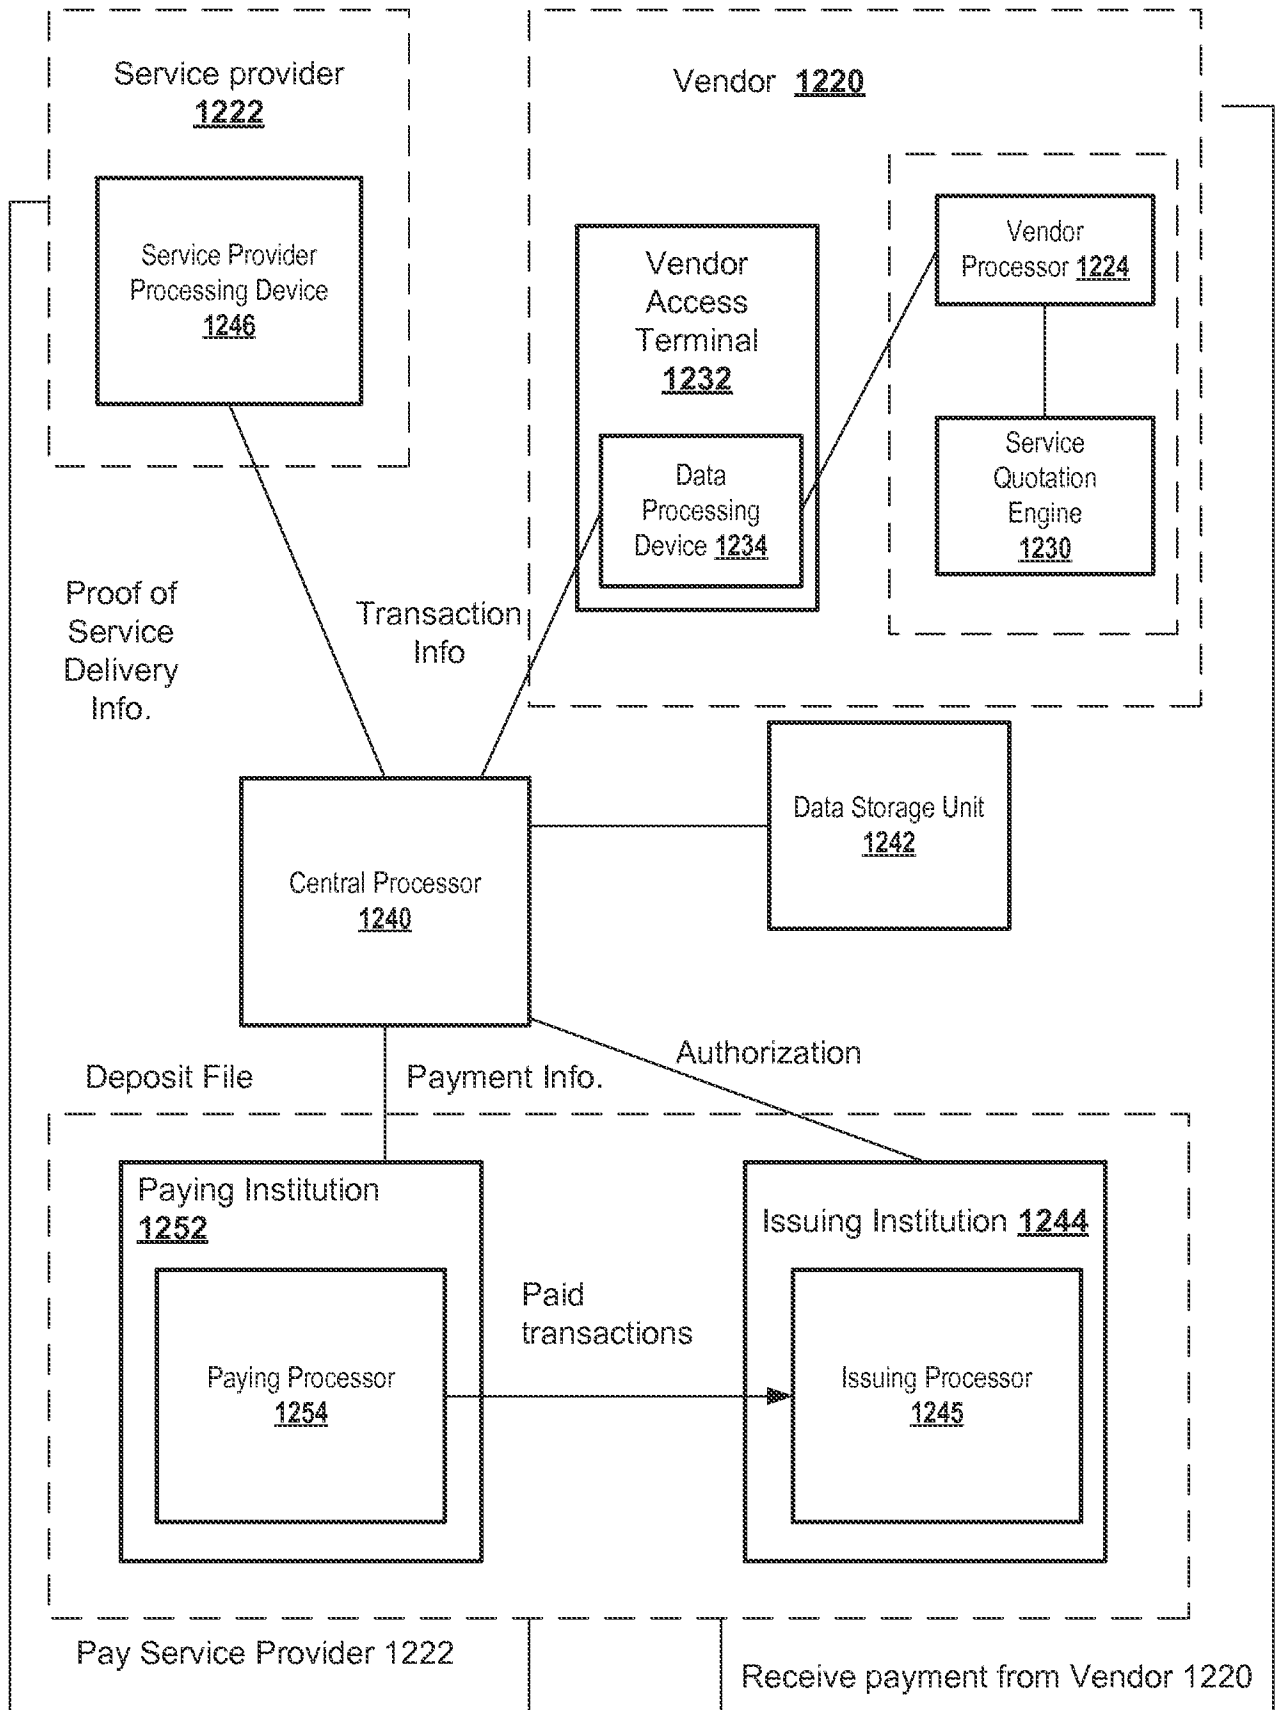 Service provider
1222
Service Provider
Processing Device
1246
Vendor 1220
Vendor
Access
Terminal
1232
Data
Processing
Device 1234
Vendor
Processor 1224
Service
Quotation
Engine
1230
Proof of
Service
Delivery
Info.
Transaction
Info
Data Storage Unit
1242
Central Processor
1240
Deposit File
Payment Info.
Authorization
Paying Institution
1252
Paying Processor
1254
Paid
transactions
Issuing Institution 1244
Issuing Processor
1245
Pay Service Provider 1222
Receive payment from Vendor 1220